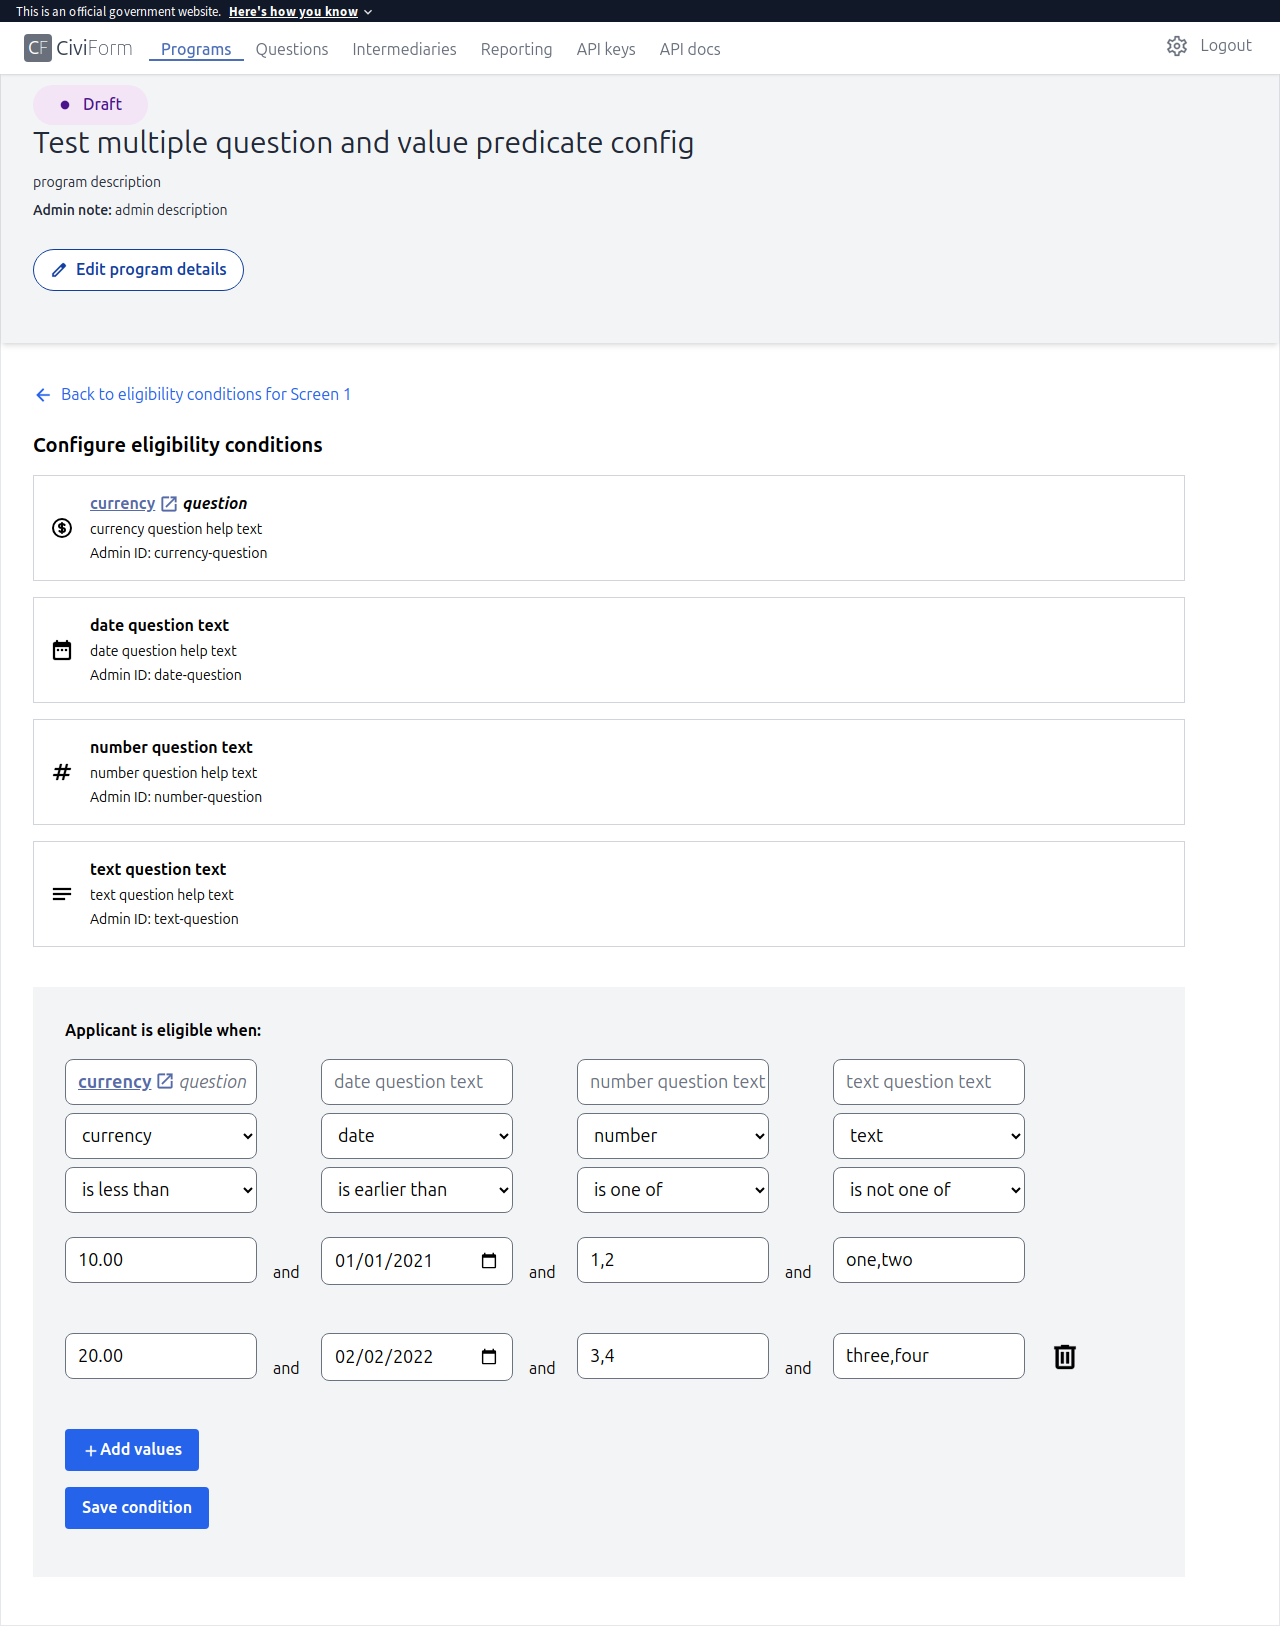 This is an official government website. Here's how you know
CF CiviForm Programs Questions Intermediaries Reporting API keys API docs Logout
Draft
Test multiple question and value predicate config
program description
Admin note: admin description
Edit program details
Back to eligibility conditions for Screen 1
Configure eligibility conditions
currency question
currency question help text
Admin ID: currency-question
date question text
date question help text
Admin ID: date-question
number question text
number question help text
Admin ID: number-question
text question text
text question help text
Admin ID: text-question
Applicant is eligible when:
currency question date question text number question text text question text
currency date number text
is less than is earlier than is one of is not one of
10.00 and 01/01/2021 and 1,2 and one,two
20.00 and 02/02/2022 and 3,4 and three,four
+ Add values
Save condition